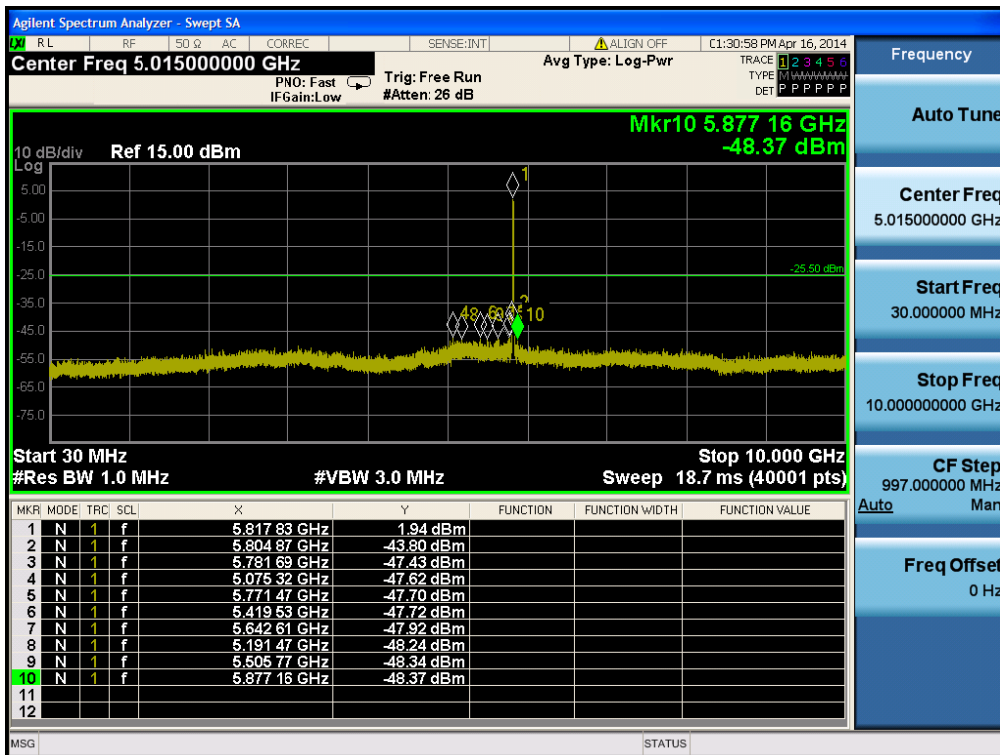 Agilent Spectrum Analyzer - Swept SA
LXI RL RF 50 Ω AC CORREC SENSE:INT ALIGN OFF 01:30:58 PM Apr 16, 2014
Center Freq 5.015000000 GHz
PNO: Fast
IFGain:Low
Trig: Free Run
#Atten: 26 dB
Avg Type: Log-Pwr
TRACE 1 2 3 4 5 6
TYPE M
DET P P P P P P
Mkr10 5.877 16 GHz
-48.37 dBm
10 dB/div Ref 15.00 dBm
Log
1
5.00
-5.00
-15.0
-25.0
-25.50 dBm
-35.0
10
-45.0
-55.0
-65.0
-75.0
Start 30 MHz Stop 10.000 GHz
#Res BW 1.0 MHz #VBW 3.0 MHz Sweep 18.7 ms (40001 pts)
MKR MODE TRC SCL X Y FUNCTION FUNCTION WIDTH FUNCTION VALUE
1 N 1 f 5.817 83 GHz 1.94 dBm
2 N 1 f 5.804 87 GHz -43.80 dBm
3 N 1 f 5.781 69 GHz -47.43 dBm
4 N 1 f 5.075 32 GHz -47.62 dBm
5 N 1 f 5.771 47 GHz -47.70 dBm
6 N 1 f 5.419 53 GHz -47.72 dBm
7 N 1 f 5.642 61 GHz -47.92 dBm
8 N 1 f 5.191 47 GHz -48.24 dBm
9 N 1 f 5.505 77 GHz -48.34 dBm
10 N 1 f 5.877 16 GHz -48.37 dBm
11
12
MSG STATUS
Frequency
Auto Tune
Center Freq
5.015000000 GHz
Start Freq
30.000000 MHz
Stop Freq
10.000000000 GHz
CF Step
997.000000 MHz
Auto Man
Freq Offset
0 Hz